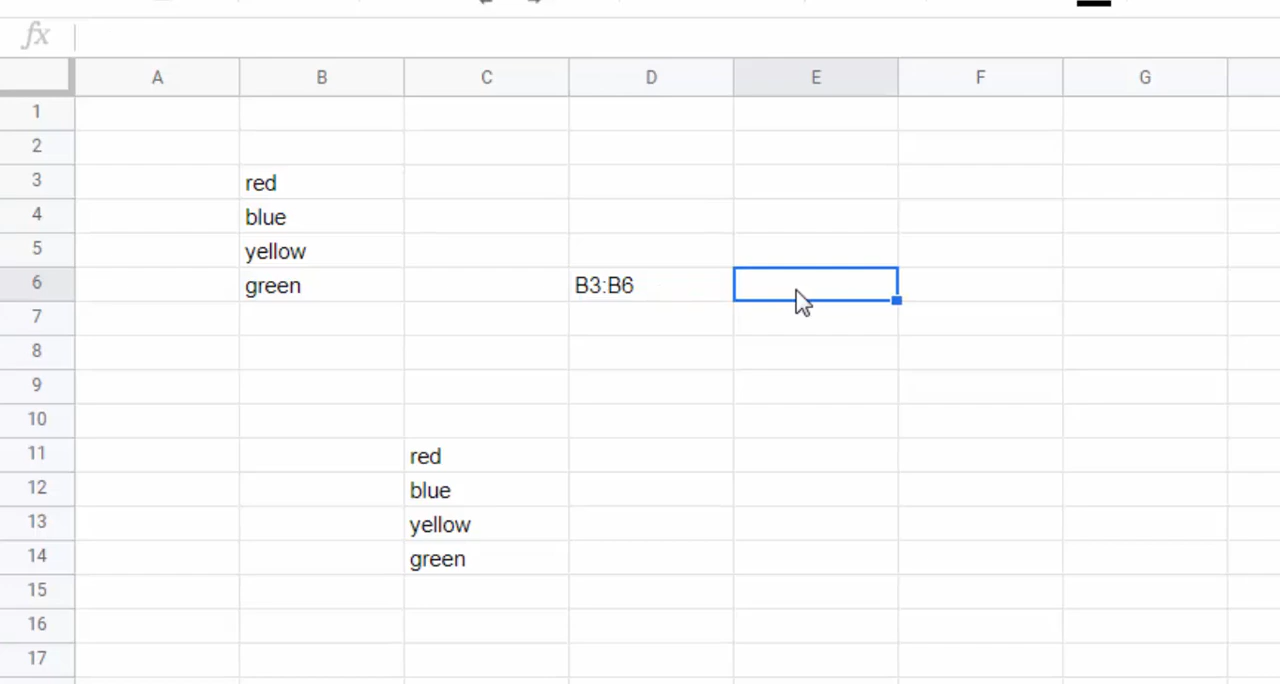 fx
A B C D E F G
1
2
3 red
4 blue
5 yellow
6 green B3:B6
7
8
9
10
11 red
12 blue
13 yellow
14 green
15
16
17